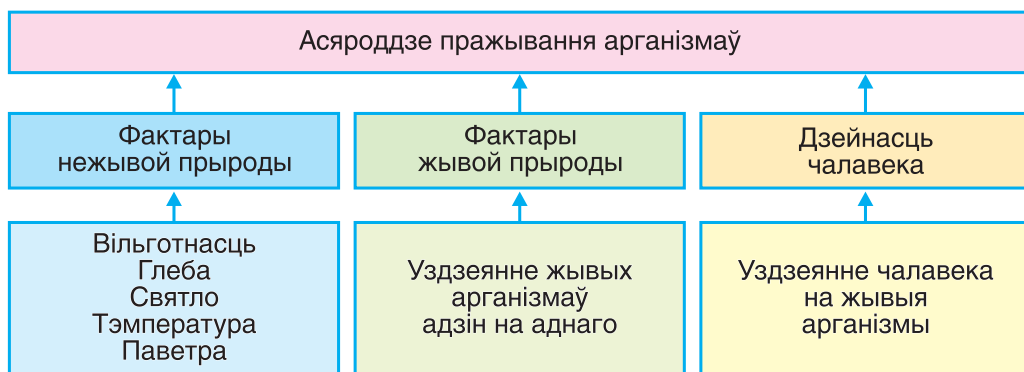 Асяроддзе пражывання арганізмаў
Фактары
нежывой прыроды
Фактары
жывой прыроды
Дзейнасць
чалавека
Вільготнасць
Глеба
Святло
Тэмпература
Паветра
Уздзеянне жывых
арганізмаў
адзін на аднаго
Уздзеянне чалавека
на жывыя
арганізмы